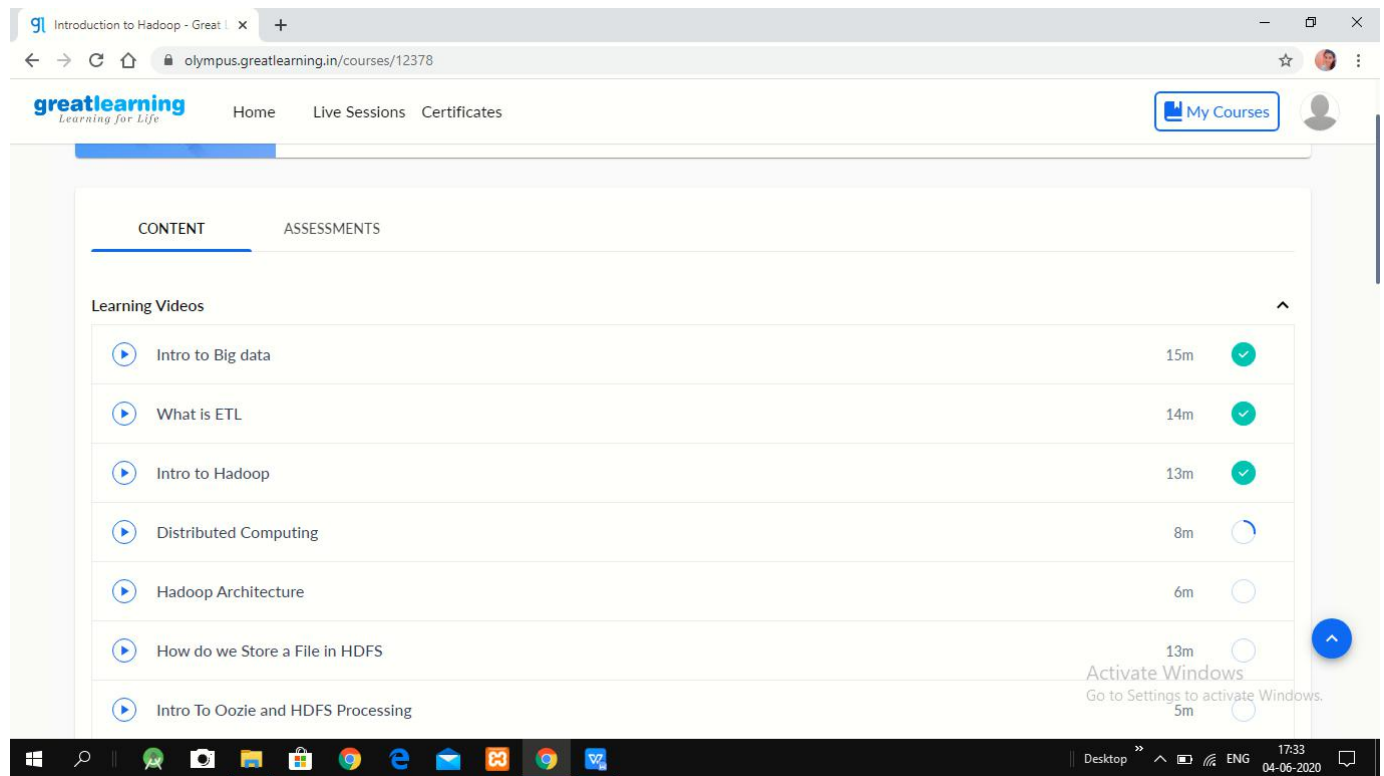 Introduction to Hadoop - Great L
olympus.greatlearning.in/courses/12378
greatlearning
Learning for Life
Home Live Sessions Certificates
My Courses
CONTENT ASSESSMENTS
Learning Videos
Intro to Big data 15m
What is ETL 14m
Intro to Hadoop 13m
Distributed Computing 8m
Hadoop Architecture 6m
How do we Store a File in HDFS 13m
Activate Windows
Go to Settings to activate Windows.
Intro To Oozie and HDFS Processing 5m
Desktop ENG 17:33
04-06-2020